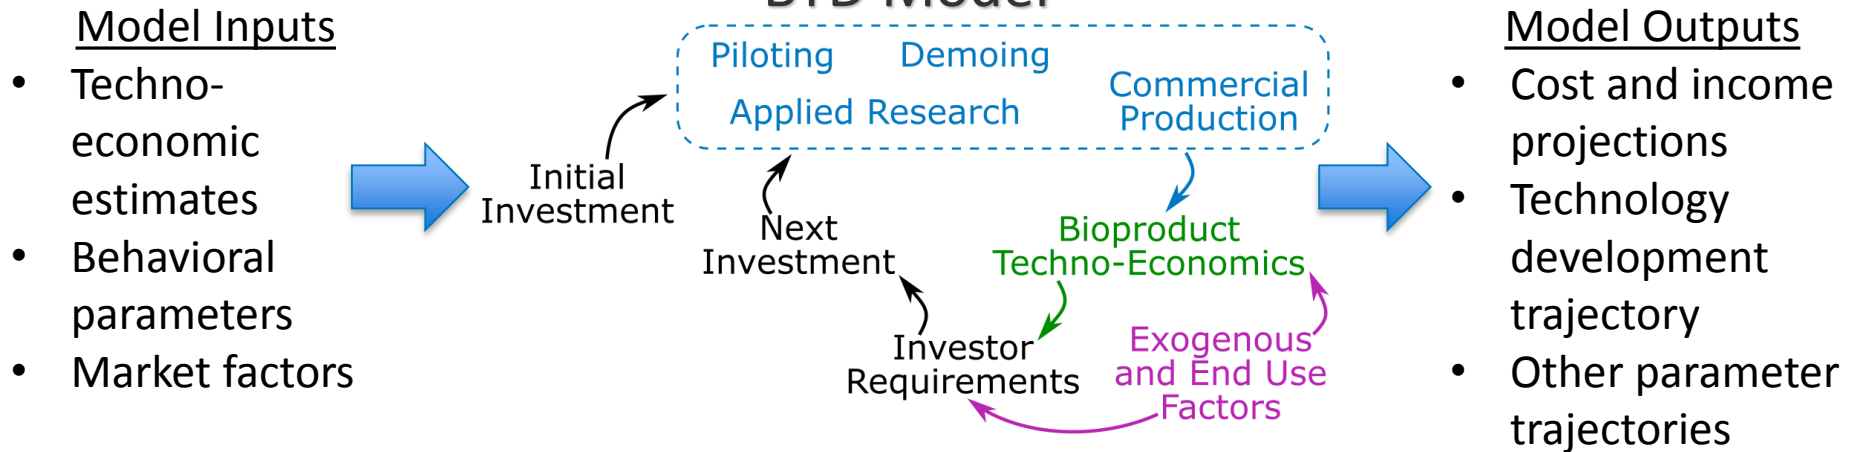 BTD Model
Model Inputs
• Techno-
economic
estimates
• Behavioral
parameters
• Market factors
Piloting Demoing
Applied Research
Commercial
Production
Initial
Investment
Next
Investment
Bioproduct
Techno-Economics
Investor
Requirements
Exogenous
and End Use
Factors
Model Outputs
• Cost and income
projections
• Technology
development
trajectory
• Other parameter
trajectories